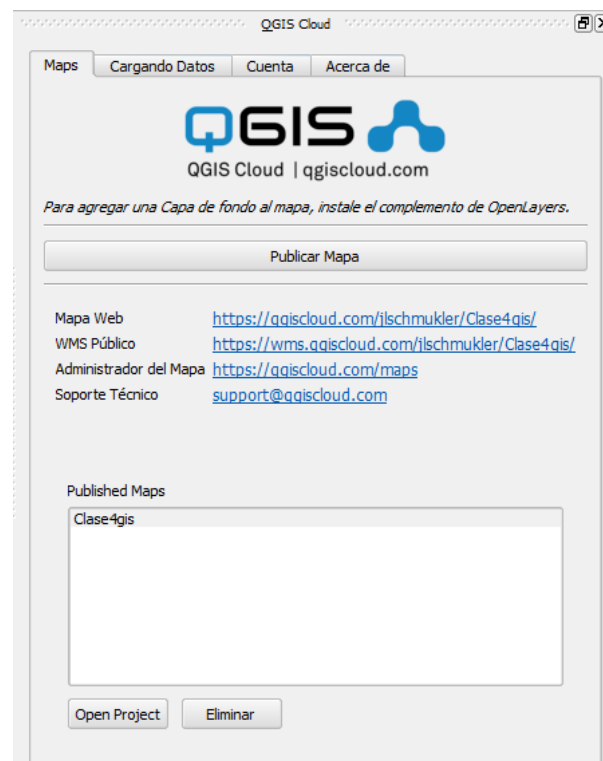 QGIS Cloud
Maps Cargando Datos Cuenta Acerca de
QGIS
QGIS Cloud | qgiscloud.com
Para agregar una Capa de fondo al mapa, instale el complemento de OpenLayers.
Publicar Mapa
Mapa Web https://qgiscloud.com/jlschmukler/Clase4gis/
WMS Público https://wms.qgiscloud.com/jlschmukler/Clase4gis/
Administrador del Mapa https://qgiscloud.com/maps
Soporte Técnico support@qgiscloud.com
Published Maps
Clase4gis
Open Project Eliminar